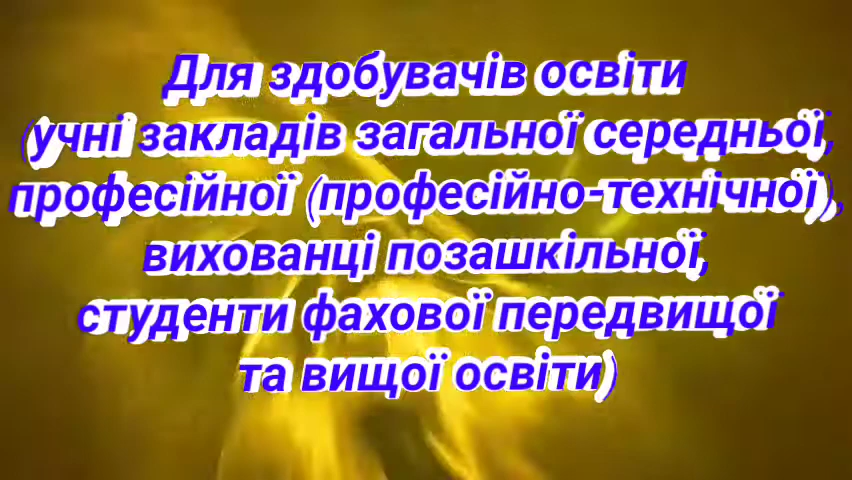 Для здобувачів освіти
(учні закладів загальної середньої,
професійної (професійно-технічної),
вихованці позашкільної,
студенти фахової передвищої
та вищої освіти)